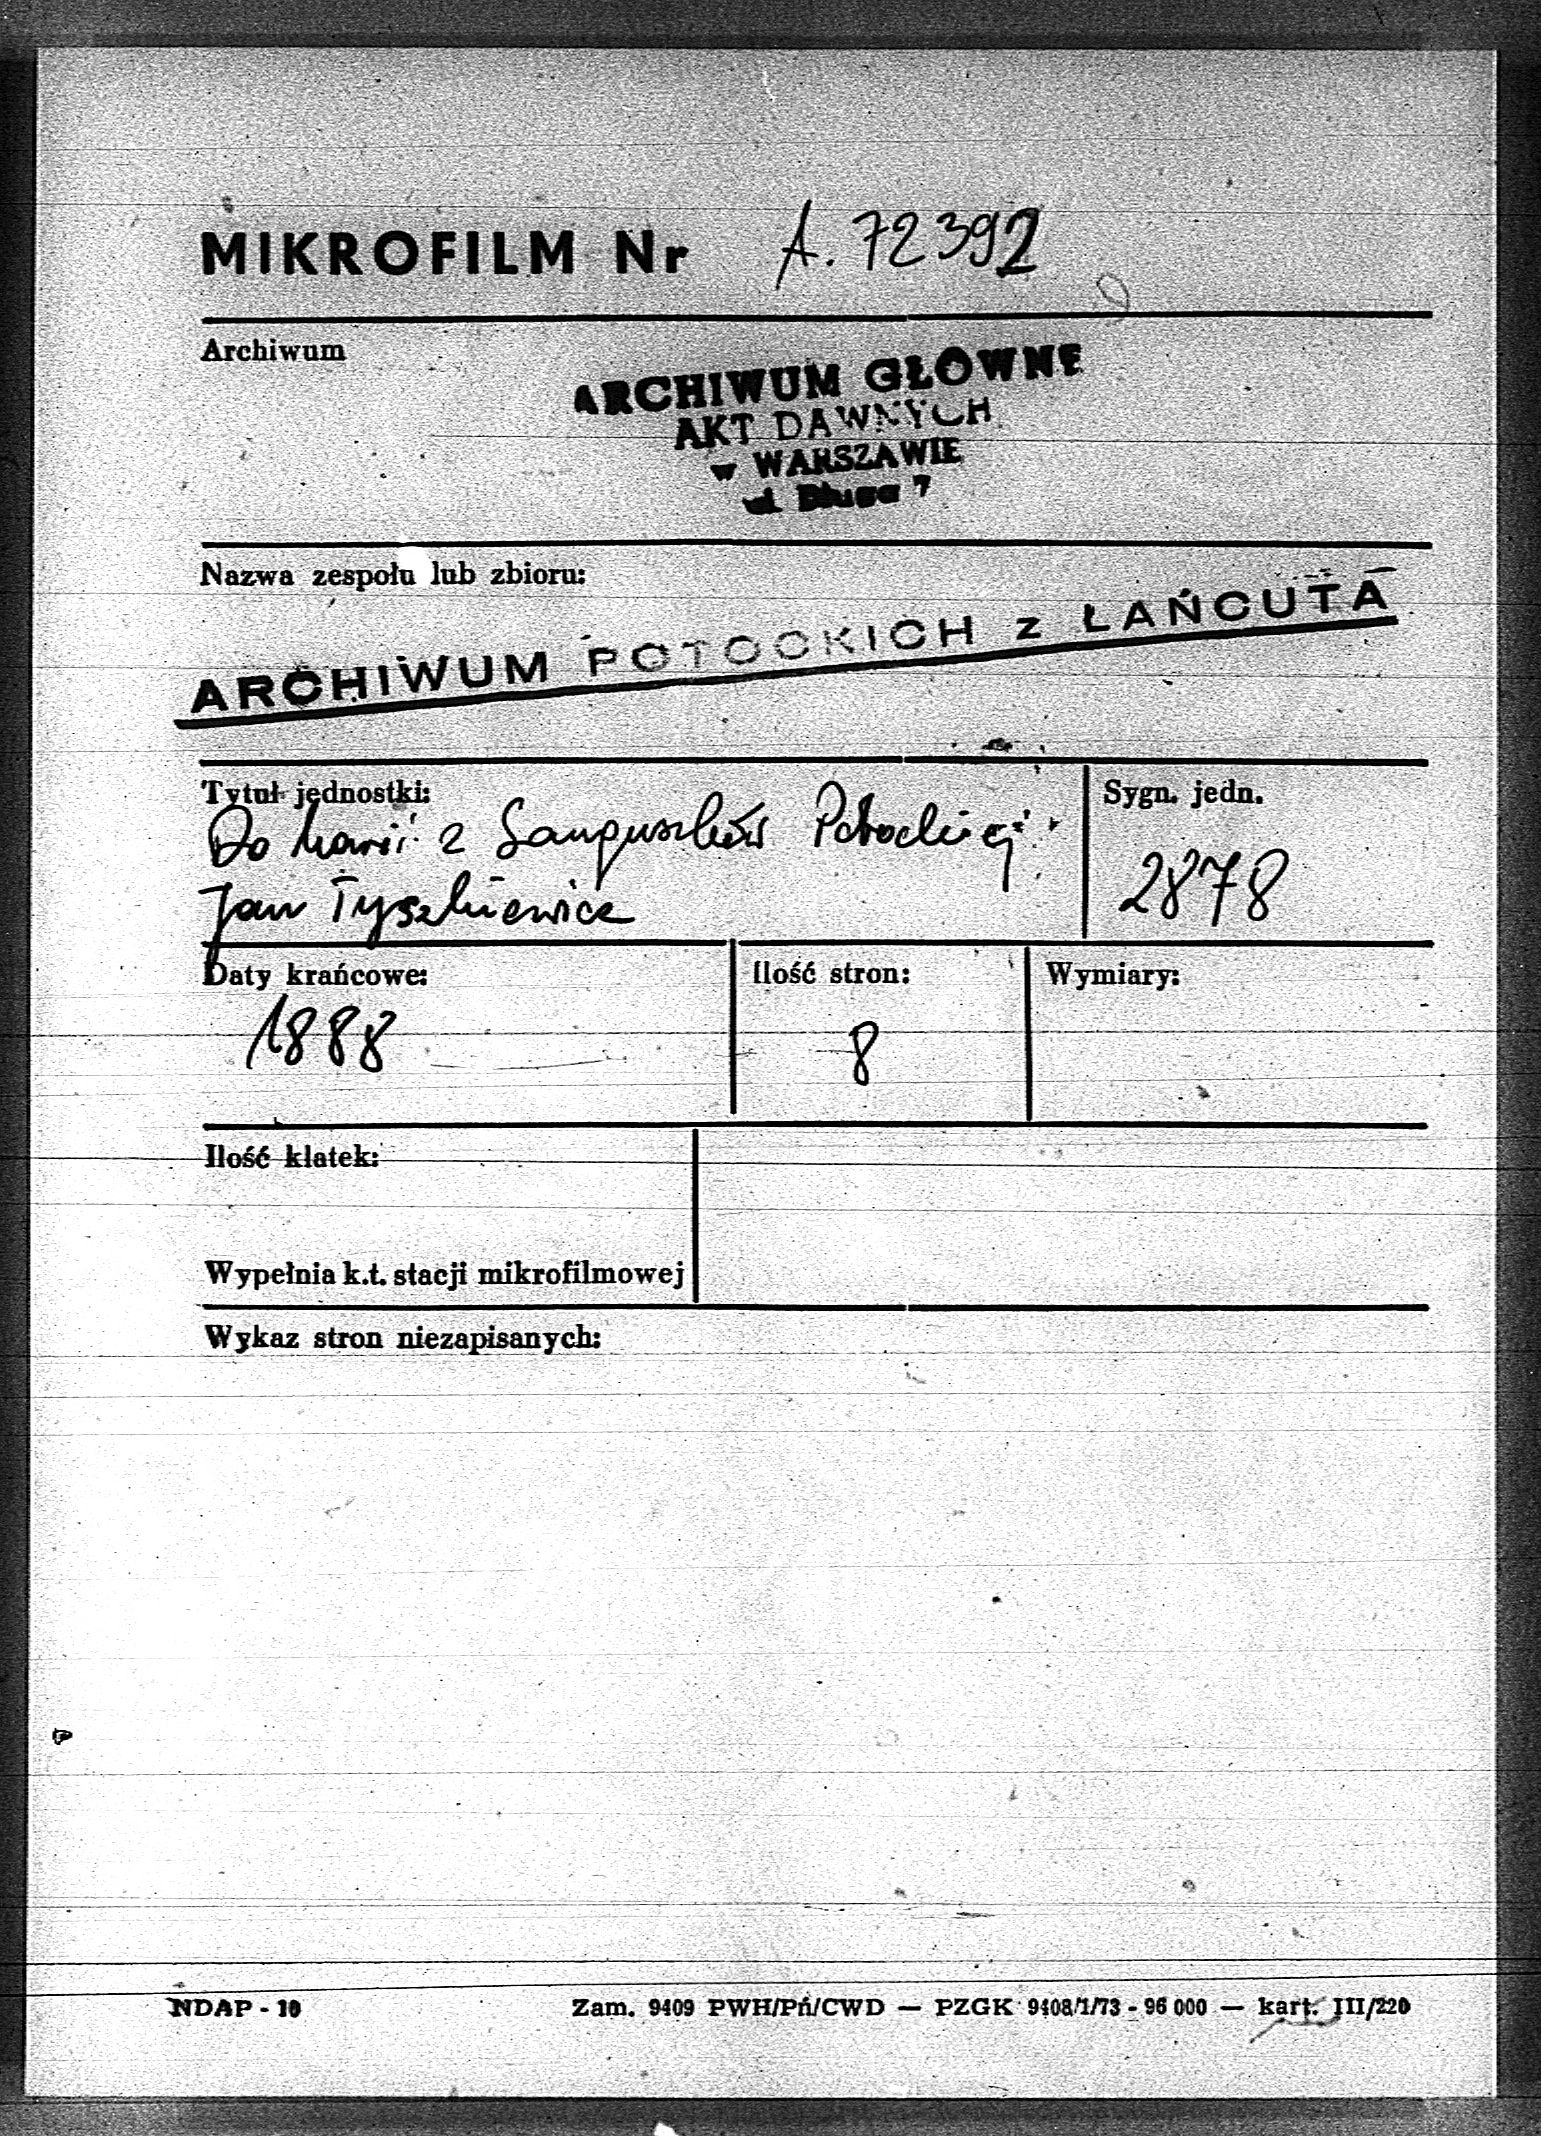 MIKROFILM Nr A. 72392
Archiwum
ARCHIWUM GŁÓWNE
AKT DAWNYCH
w WARSZAWIE
ul. Długa 7
Nazwa zespołu lub zbioru:
ARCHIWUM POTOCKICH z ŁAŃCUTA
Tytuł jednostki:
Do Marii z Sanguszków Potockiej
Jan Tyszkiewicz
Sygn. jedn.
2878
Daty krańcowe:
1888
Ilość stron:
8
Wymiary:
Ilość klatek:
Wypełnia k.t. stacji mikrofilmowej
Wykaz stron niezapisanych:
NDAP - 10
Zam. 9409 PWH/Pń/CWD — PZGK 9408/1/73 - 96 000 — kart. III/220